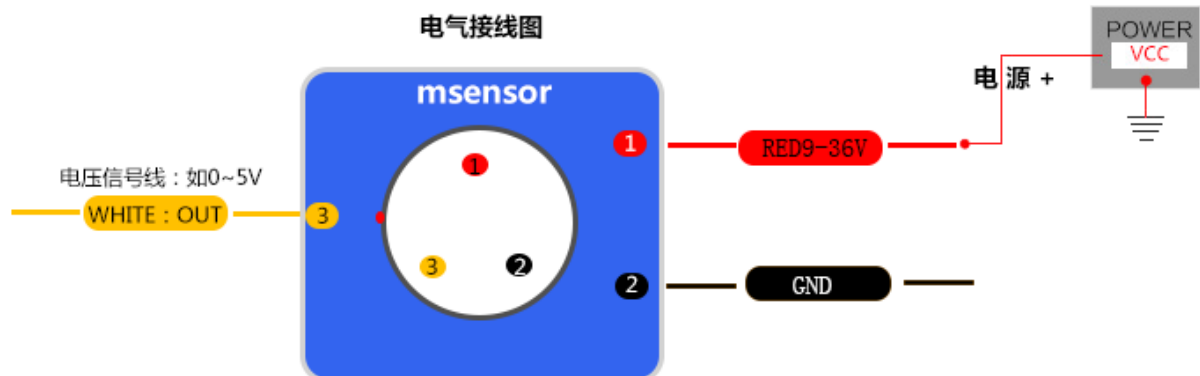 电气接线图
POWER
VCC
电 源 +
msensor
1
1
RED9-36V
电压信号线：如0~5V
WHITE：OUT
3
3
2
2
GND